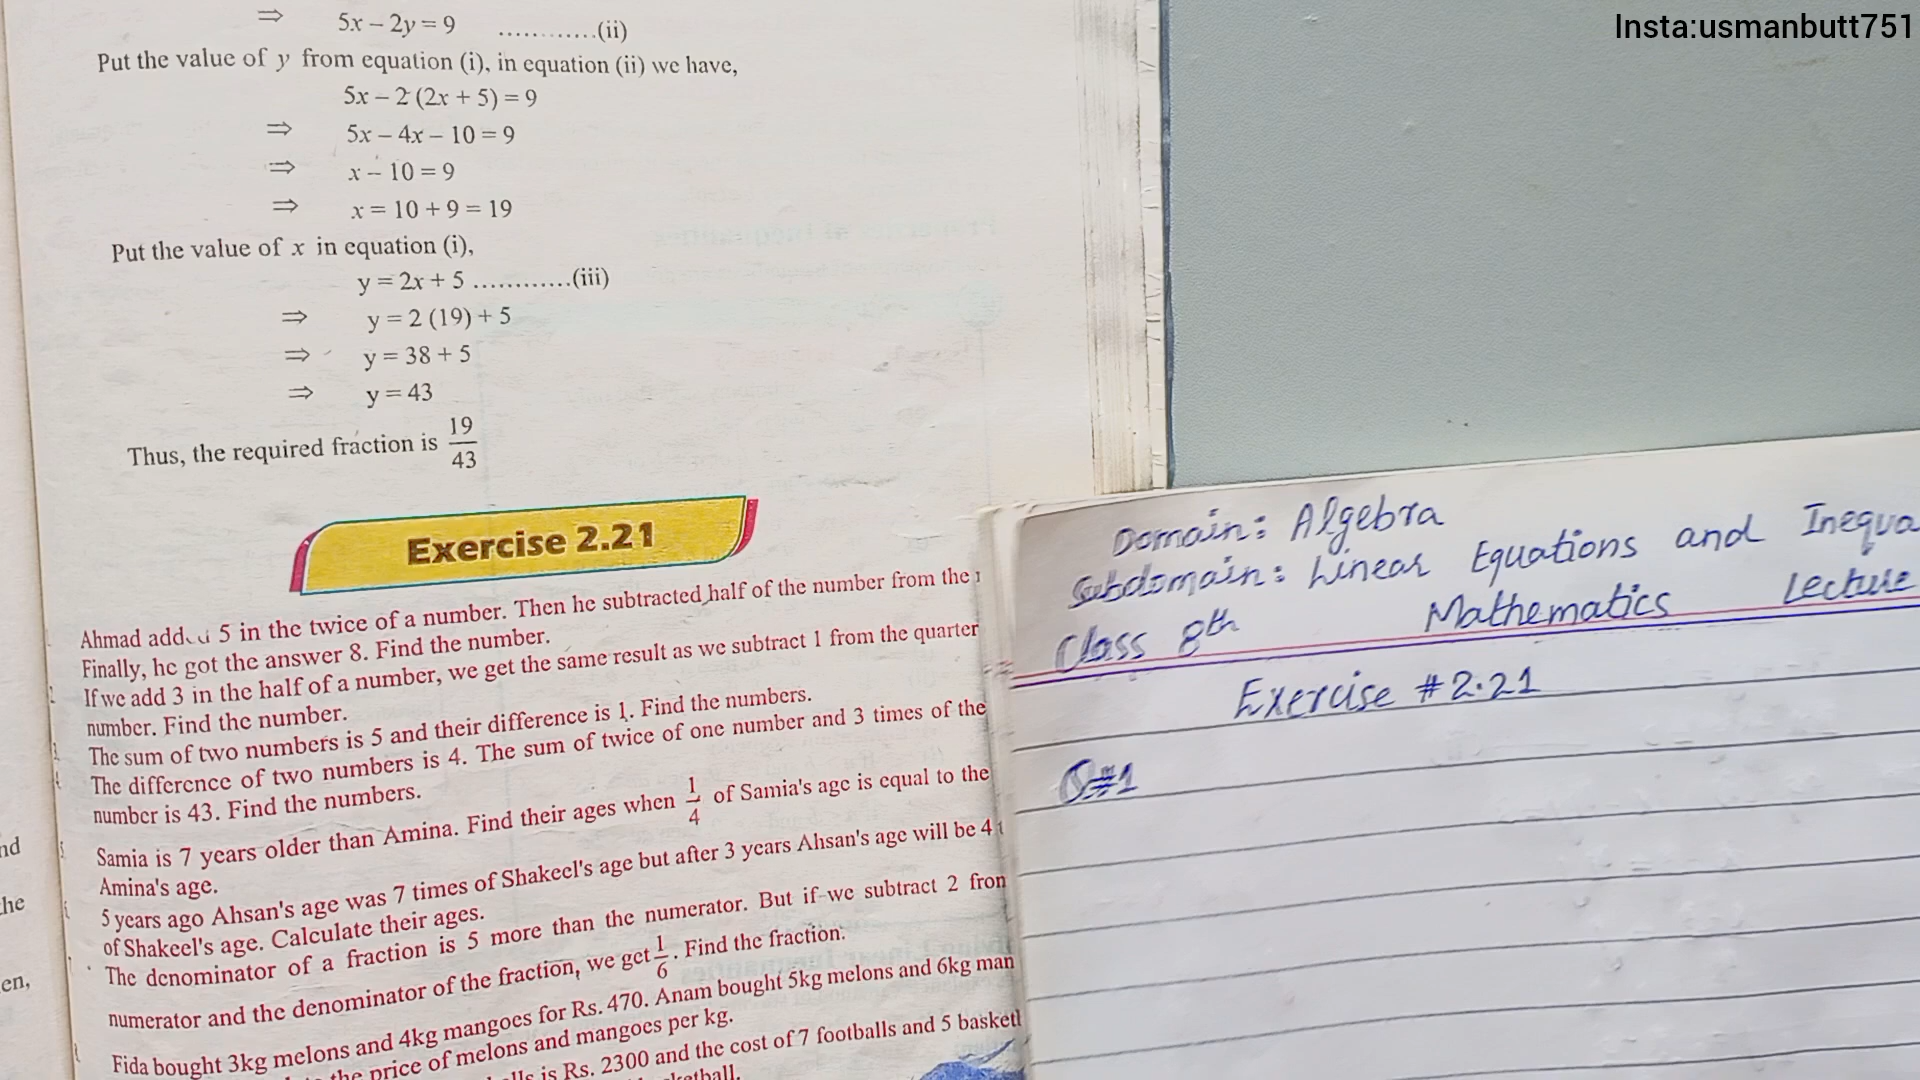 Insta:usmanbutt751
⇒ 5x – 2y = 9 ............(ii)
Put the value of y from equation (i), in equation (ii) we have,
5x – 2 (2x + 5) = 9
⇒ 5x – 4x – 10 = 9
⇒ x – 10 = 9
⇒ x = 10 + 9 = 19
Put the value of x in equation (i),
y = 2x + 5 ............(iii)
⇒ y = 2 (19) + 5
⇒ y = 38 + 5
⇒ y = 43
Thus, the required fraction is 19/43
Exercise 2.21
Ahmad 5 in the twice of a number. Then he subtracted half of the number from the
Finally, he got the answer 8. Find the number.
If we add 3 in the half of a number, we get the same result as we subtract 1 from the quarter
number. Find the number.
The sum of two numbers is 5 and their difference is 1. Find the numbers.
The difference of two numbers is 4. The sum of twice of one number and 3 times of the
number is 43. Find the numbers.
Samia is 7 years older than Amina. Find their ages when 1/4 of Samia's age is equal to the
Amina's age.
5 years ago Ahsan's age was 7 times of Shakeel's age but after 3 years Ahsan's age will be 4
of Shakeel's age. Calculate their ages.
The denominator of a fraction is 5 more than the numerator. But if we subtract 2
numerator and the denominator of the fraction, we get 1/6. Find the fraction.
Fida bought 3kg melons and 4kg mangoes for Rs. 470. Anam bought 5kg melons and 6kg
the price of melons and mangoes per kg.
is Rs. 2300 and the cost of 7 footballs and 5
nd
he
en,
Domain: Algebra
Subdomain: Linear Equations and Inequa
Class 8th Mathematics Lecture
Exercise #2.21
Q#1